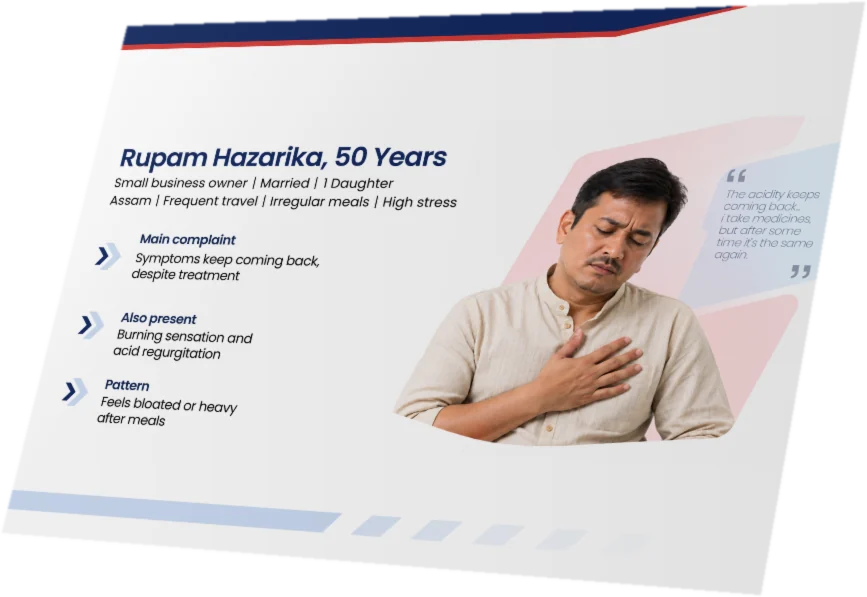 Rupam Hazarika, 50 Years
Small business owner | Married | 1 Daughter
Assam | Frequent travel | Irregular meals | High stress
Main complaint
Symptoms keep coming back,
despite treatment
Also present
Burning sensation and
acid regurgitation
Pattern
Feels bloated or heavy
after meals
“
The acidity keeps
coming back..
i take medicines,
but after some
time it's the same
again.
”